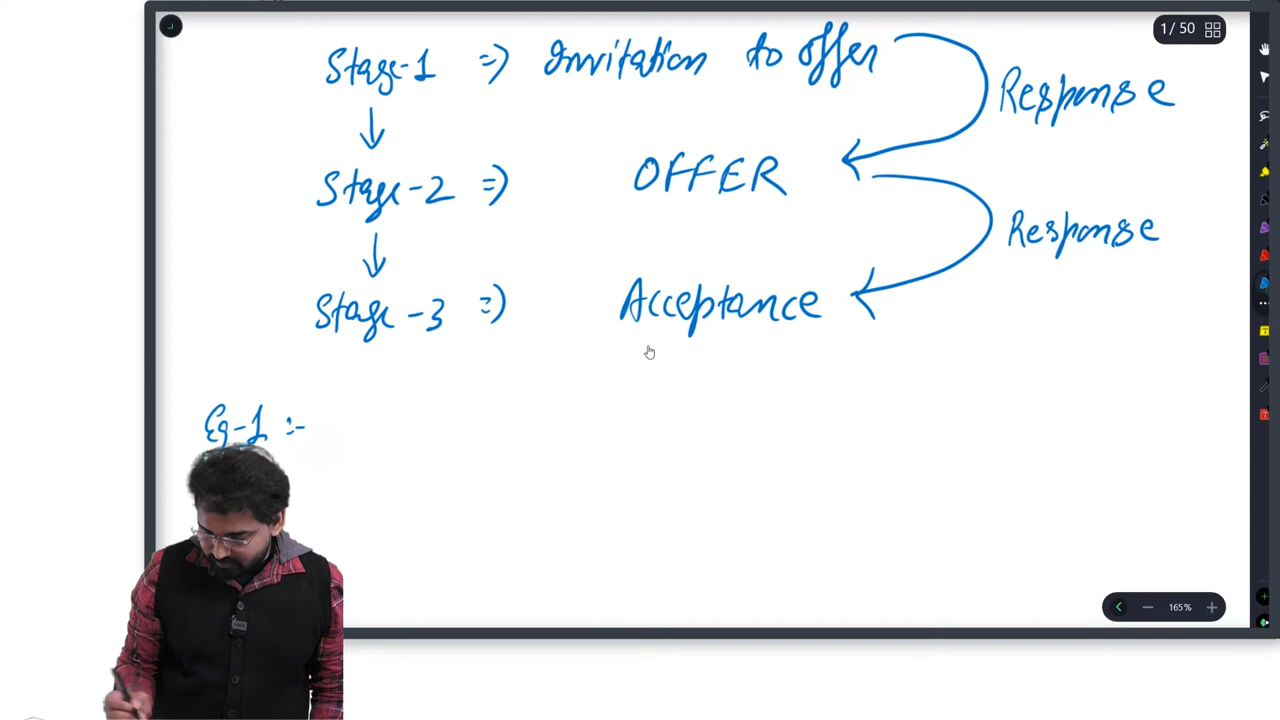 1 / 50
Stage-1 => Invitation to offer
Response
Stage-2 => OFFER
Response
Stage-3 => Acceptance
Eg-1 :-
165%